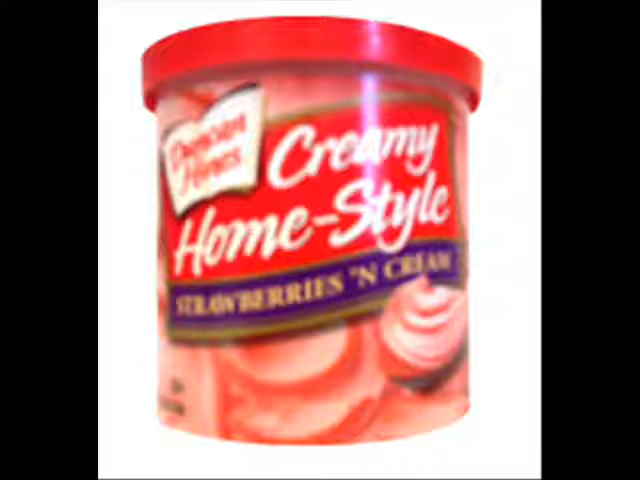 Duncan
Hines
Creamy
Home-Style
STRAWBERRIES 'N CREAM